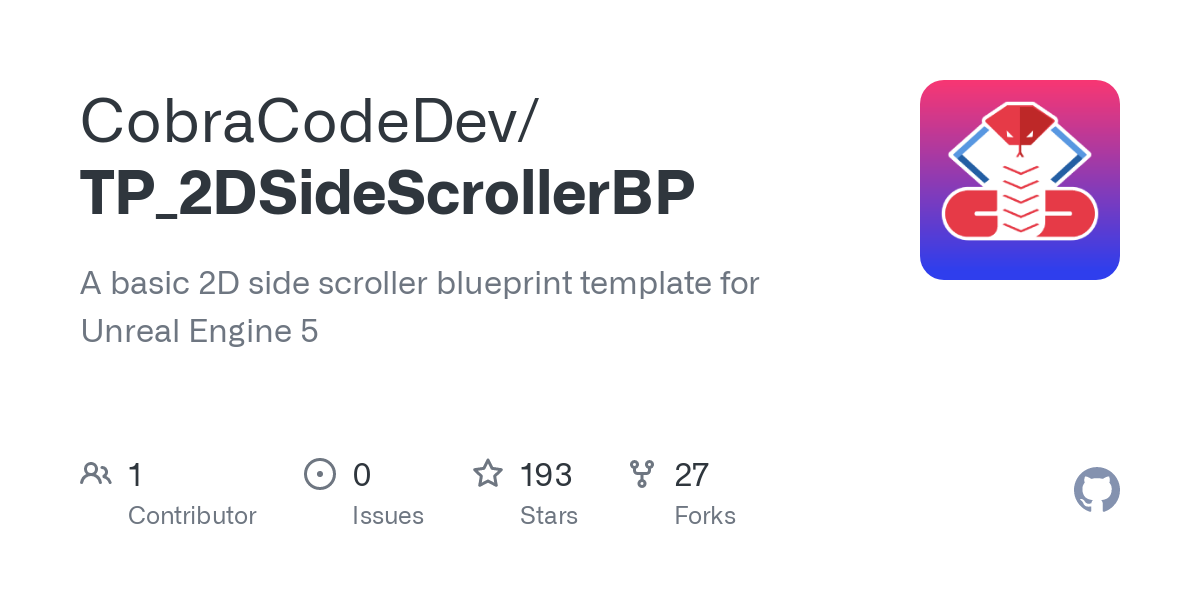 CobraCodeDev/
TP_2DSideScrollerBP
A basic 2D side scroller blueprint template for
Unreal Engine 5
1
Contributor
0
Issues
193
Stars
27
Forks